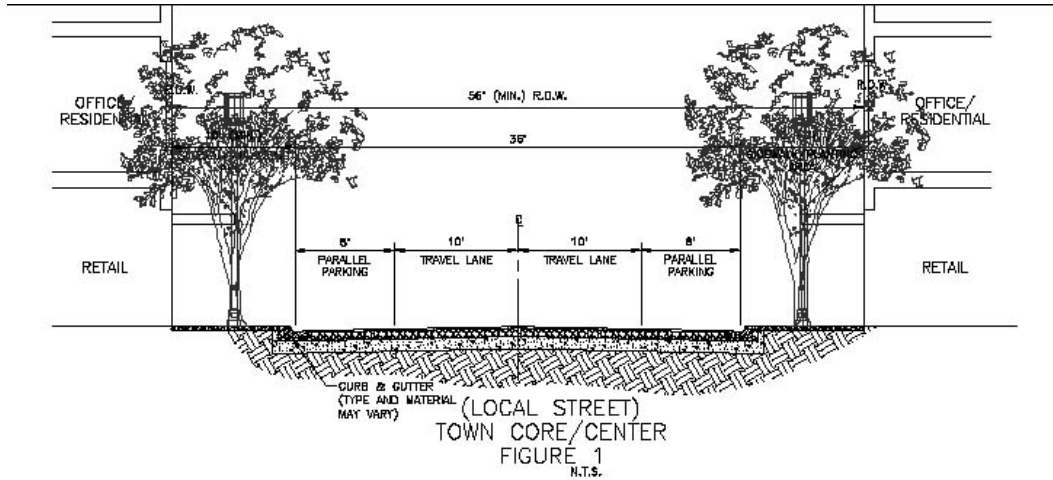 OFFICE/
RESIDENTIAL
R.O.W.
56' (MIN.) R.O.W.
R.O.W.
OFFICE/
RESIDENTIAL
36'
8'
PARALLEL
PARKING
10'
TRAVEL LANE
10'
TRAVEL LANE
8'
PARALLEL
PARKING
RETAIL
RETAIL
CURB & GUTTER
(TYPE AND MATERIAL
MAY VARY)
(LOCAL STREET)
TOWN CORE/CENTER
FIGURE 1
N.T.S.